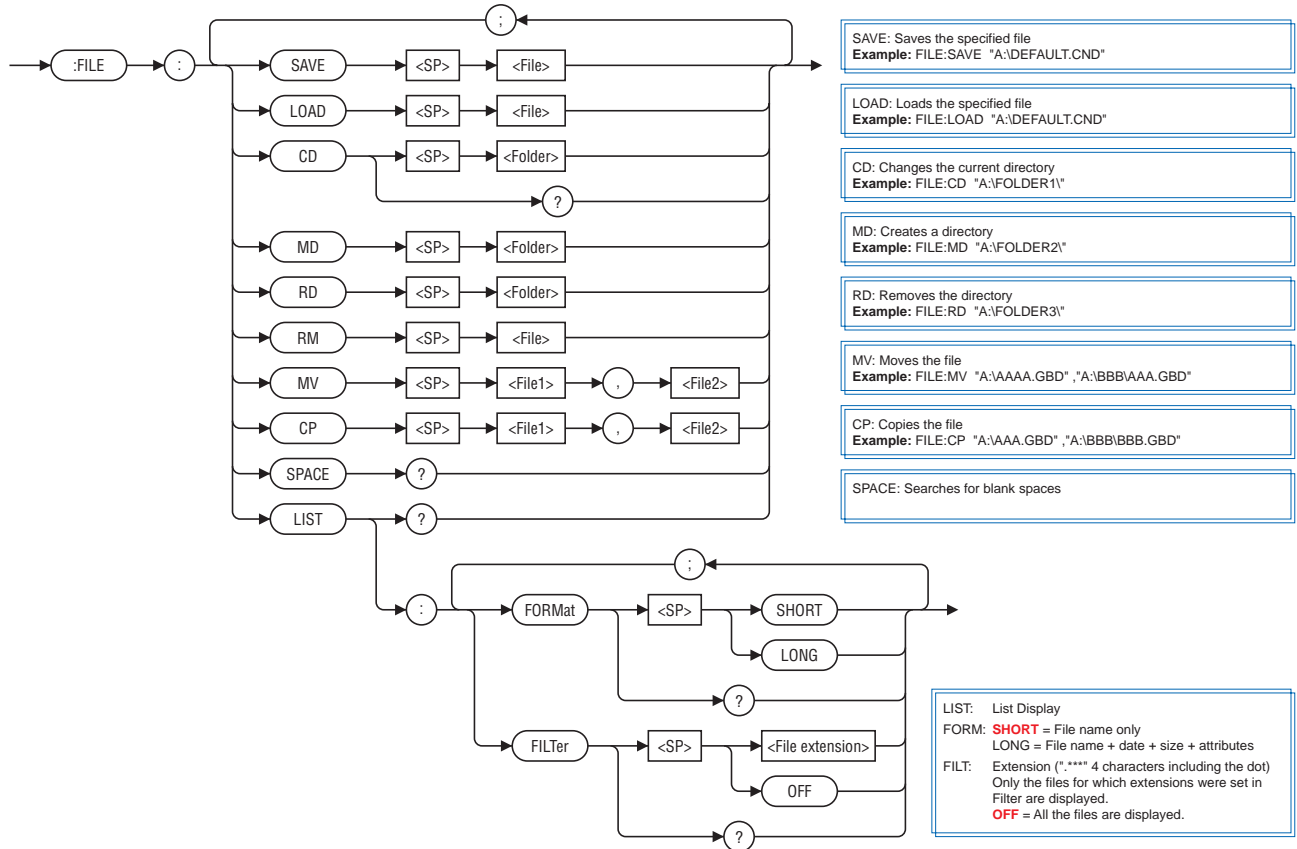 ;
:FILE : SAVE <SP> <File>
LOAD <SP> <File>
CD <SP> <Folder>
?
MD <SP> <Folder>
RD <SP> <Folder>
RM <SP> <File>
MV <SP> <File1> , <File2>
CP <SP> <File1> , <File2>
SPACE ?
LIST ?
;
: FORMat <SP> SHORT
LONG
?
FILTer <SP> <File extension>
OFF
?
SAVE: Saves the specified file
Example: FILE:SAVE "A:\DEFAULT.CND"
LOAD: Loads the specified file
Example: FILE:LOAD "A:\DEFAULT.CND"
CD: Changes the current directory
Example: FILE:CD "A:\FOLDER1\"
MD: Creates a directory
Example: FILE:MD "A:\FOLDER2\"
RD: Removes the directory
Example: FILE:RD "A:\FOLDER3\"
MV: Moves the file
Example: FILE:MV "A:\AAAA.GBD" ,"A:\BBB\AAA.GBD"
CP: Copies the file
Example: FILE:CP "A:\AAA.GBD" ,"A:\BBB\BBB.GBD"
SPACE: Searches for blank spaces
LIST: List Display
FORM: SHORT = File name only
LONG = File name + date + size + attributes
FILT: Extension (".***" 4 characters including the dot)
Only the files for which extensions were set in
Filter are displayed.
OFF = All the files are displayed.